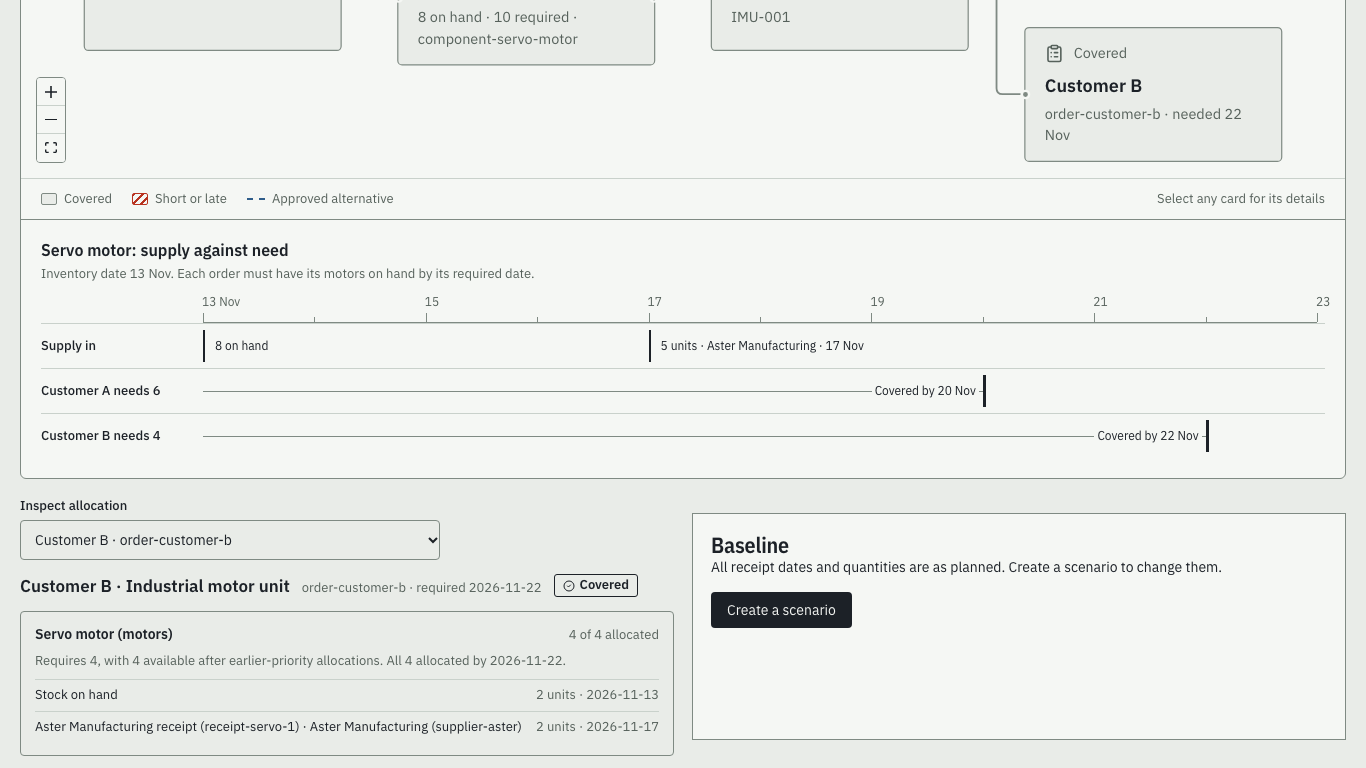 8 on hand · 10 required ·
component-servo-motor
IMU-001
Covered
Customer B
order-customer-b · needed 22
Nov
Covered
Short or late
Approved alternative
Select any card for its details
Servo motor: supply against need
Inventory date 13 Nov. Each order must have its motors on hand by its required date.
13 Nov
15
17
19
21
23
Supply in
8 on hand
5 units · Aster Manufacturing · 17 Nov
Customer A needs 6
Covered by 20 Nov
Customer B needs 4
Covered by 22 Nov
Inspect allocation
Customer B · order-customer-b
Customer B · Industrial motor unit
order-customer-b · required 2026-11-22
Covered
Servo motor (motors)
4 of 4 allocated
Requires 4, with 4 available after earlier-priority allocations. All 4 allocated by 2026-11-22.
Stock on hand
2 units · 2026-11-13
Aster Manufacturing receipt (receipt-servo-1) · Aster Manufacturing (supplier-aster)
2 units · 2026-11-17
Baseline
All receipt dates and quantities are as planned. Create a scenario to change them.
Create a scenario